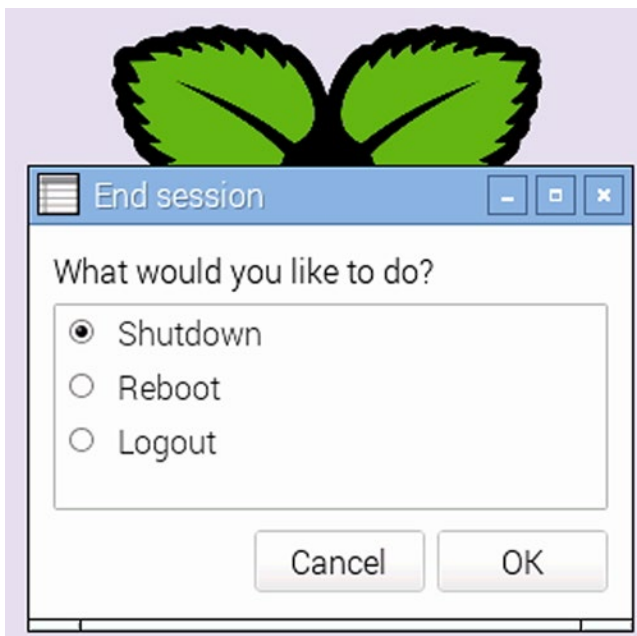 End session
What would you like to do?
Shutdown
Reboot
Logout
Cancel OK